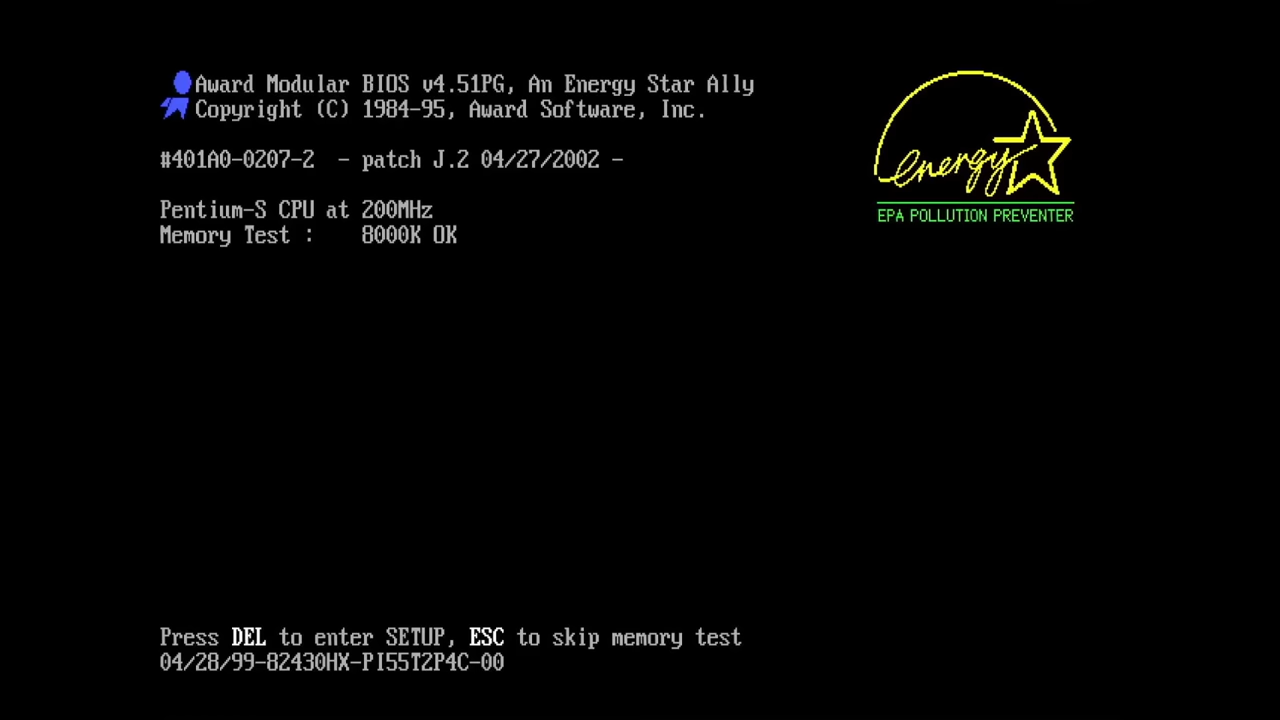 Award Modular BIOS v4.51PG, An Energy Star Ally
Copyright (C) 1984-95, Award Software, Inc.
energy
EPA POLLUTION PREVENTER
#401A0-0207-2 - patch J.2 04/27/2002 -
Pentium-S CPU at 200MHz
Memory Test : 8000K OK
Press DEL to enter SETUP, ESC to skip memory test
04/28/99-82430HX-PI55T2P4C-00